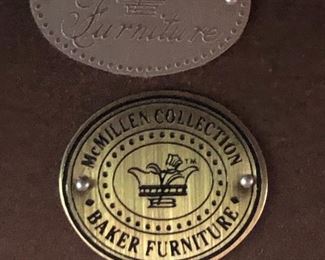 Furniture
McMILLEN COLLECTION
TM
• BAKER FURNITURE •